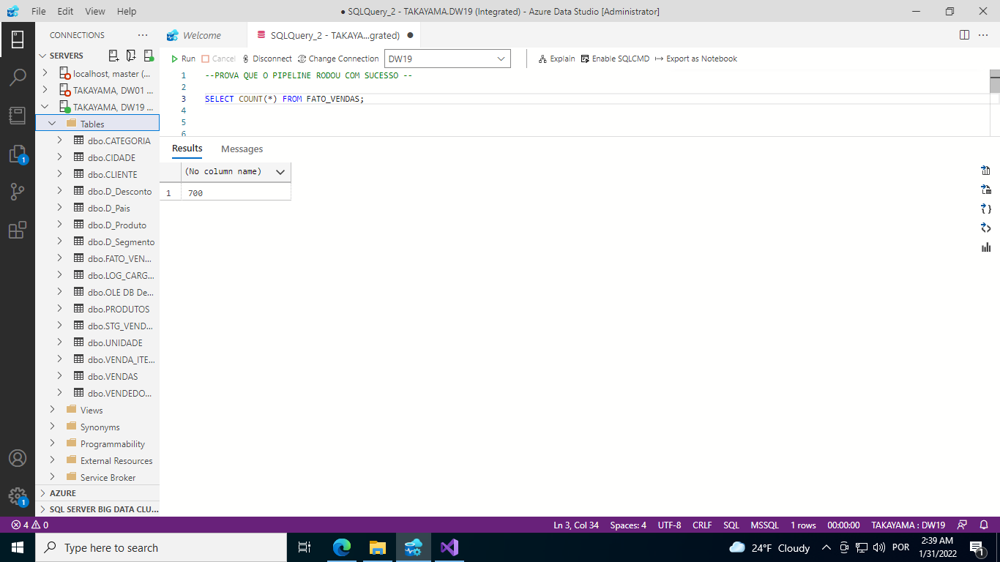 File Edit View Help
● SQLQuery_2 - TAKAYAMA.DW19 (Integrated) - Azure Data Studio [Administrator]
CONNECTIONS ···
Welcome
SQLQuery_2 - TAKAYA...grated) ●
SERVERS
Run Cancel Disconnect Change Connection DW19 Explain Enable SQLCMD Export as Notebook
localhost, master (...
TAKAYAMA, DW01 ...
TAKAYAMA, DW19 ...
Tables
dbo.CATEGORIA
dbo.CIDADE
dbo.CLIENTE
dbo.D_Desconto
dbo.D_Pais
dbo.D_Produto
dbo.D_Segmento
dbo.FATO_VEN...
dbo.LOG_CARG...
dbo.OLE DB De...
dbo.PRODUTOS
dbo.STG_VEND...
dbo.UNIDADE
dbo.VENDA_ITE...
dbo.VENDAS
dbo.VENDEDO...
Views
Synonyms
Programmability
External Resources
Service Broker
AZURE
SQL SERVER BIG DATA CLU...
1
1
1 --PROVA QUE O PIPELINE RODOU COM SUCESSO --
2
3 SELECT COUNT(*) FROM FATO_VENDAS;
4
5
6
Results Messages
(No column name)
1 700
4 0
Ln 3, Col 34 Spaces: 4 UTF-8 CRLF SQL MSSQL 1 rows 00:00:00 TAKAYAMA : DW19
Type here to search
24°F Cloudy
POR
2:39 AM
1/31/2022
1